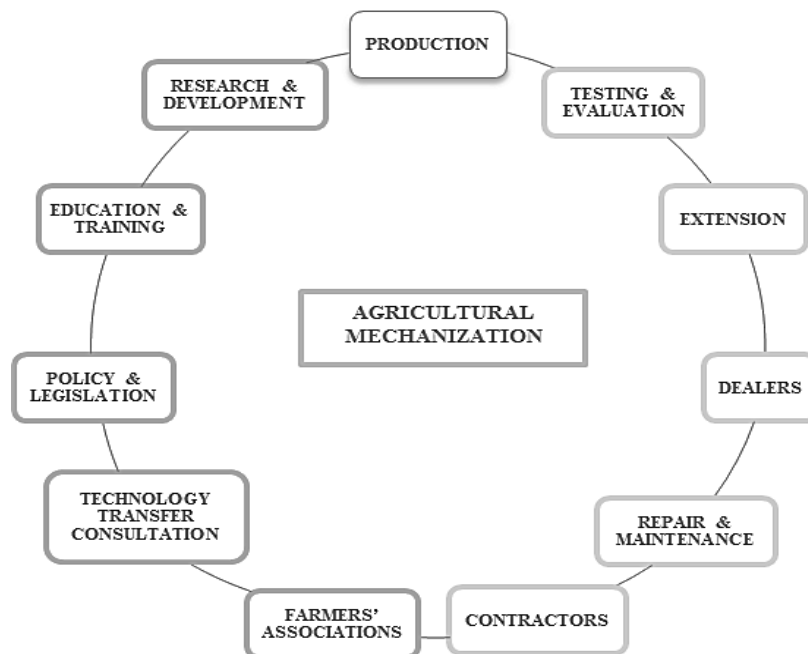 PRODUCTION
TESTING &
EVALUATION
EXTENSION
DEALERS
REPAIR &
MAINTENANCE
CONTRACTORS
FARMERS'
ASSOCIATIONS
TECHNOLOGY
TRANSFER
CONSULTATION
POLICY &
LEGISLATION
EDUCATION &
TRAINING
RESEARCH &
DEVELOPMENT
AGRICULTURAL
MECHANIZATION